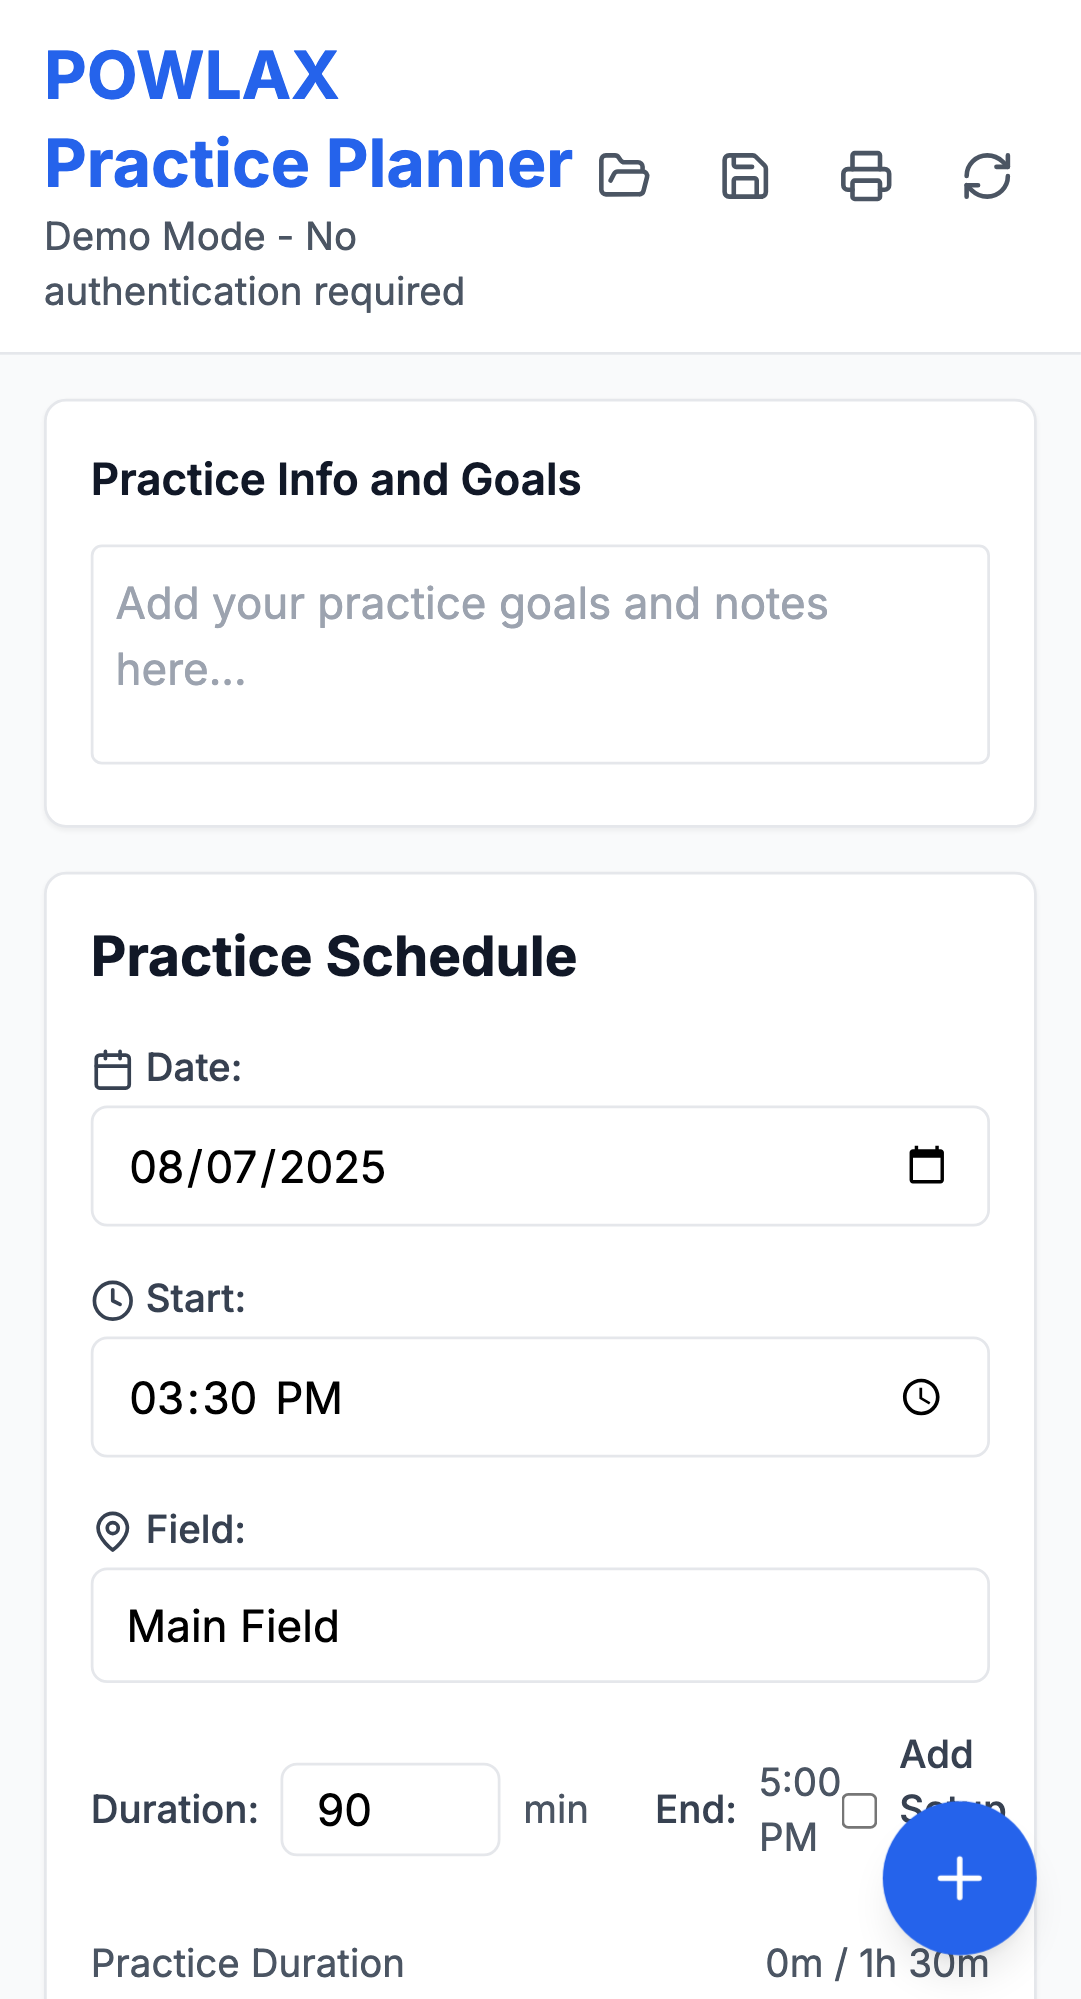 POWLAX
Practice Planner
Demo Mode - No
authentication required
Practice Info and Goals
Add your practice goals and notes
here...
Practice Schedule
Date:
08/07/2025
Start:
03:30 PM
Field:
Main Field
Duration: 90 min End: 5:00 PM Add Setup
Practice Duration 0m / 1h 30m